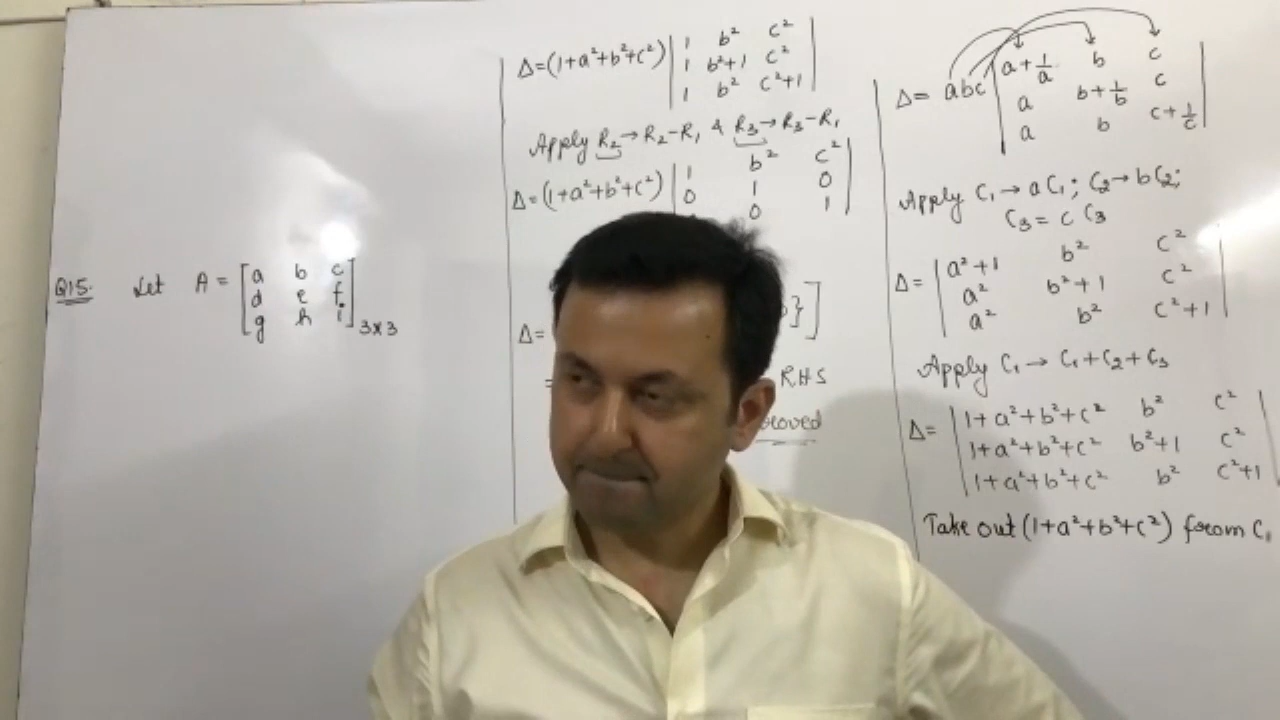 Q15. Let A = [a b c
d e f
g h i]3x3
Δ=(1+a²+b²+c²)|1 b² c²
1 b²+1 c²
1 b² c²+1|
Apply R₂→R₂-R₁ & R₃→R₃-R₁
Δ=(1+a²+b²+c²)|1 b² c²
0 1 0
0 1|
Δ=
}]
= RHS
Δ= abc |a+1/a b c
a b+1/b c
a b c+1/c|
Apply C₁→aC₁; C₂→bC₂;
C₃= c C₃
Δ= |a²+1 b² c²
a² b²+1 c²
a² b² c²+1|
Apply C₁→ C₁+C₂+C₃
Δ= |1+a²+b²+c² b² c²
1+a²+b²+c² b²+1 c²
1+a²+b²+c² b² c²+1|
Take out (1+a²+b²+c²) from C₁